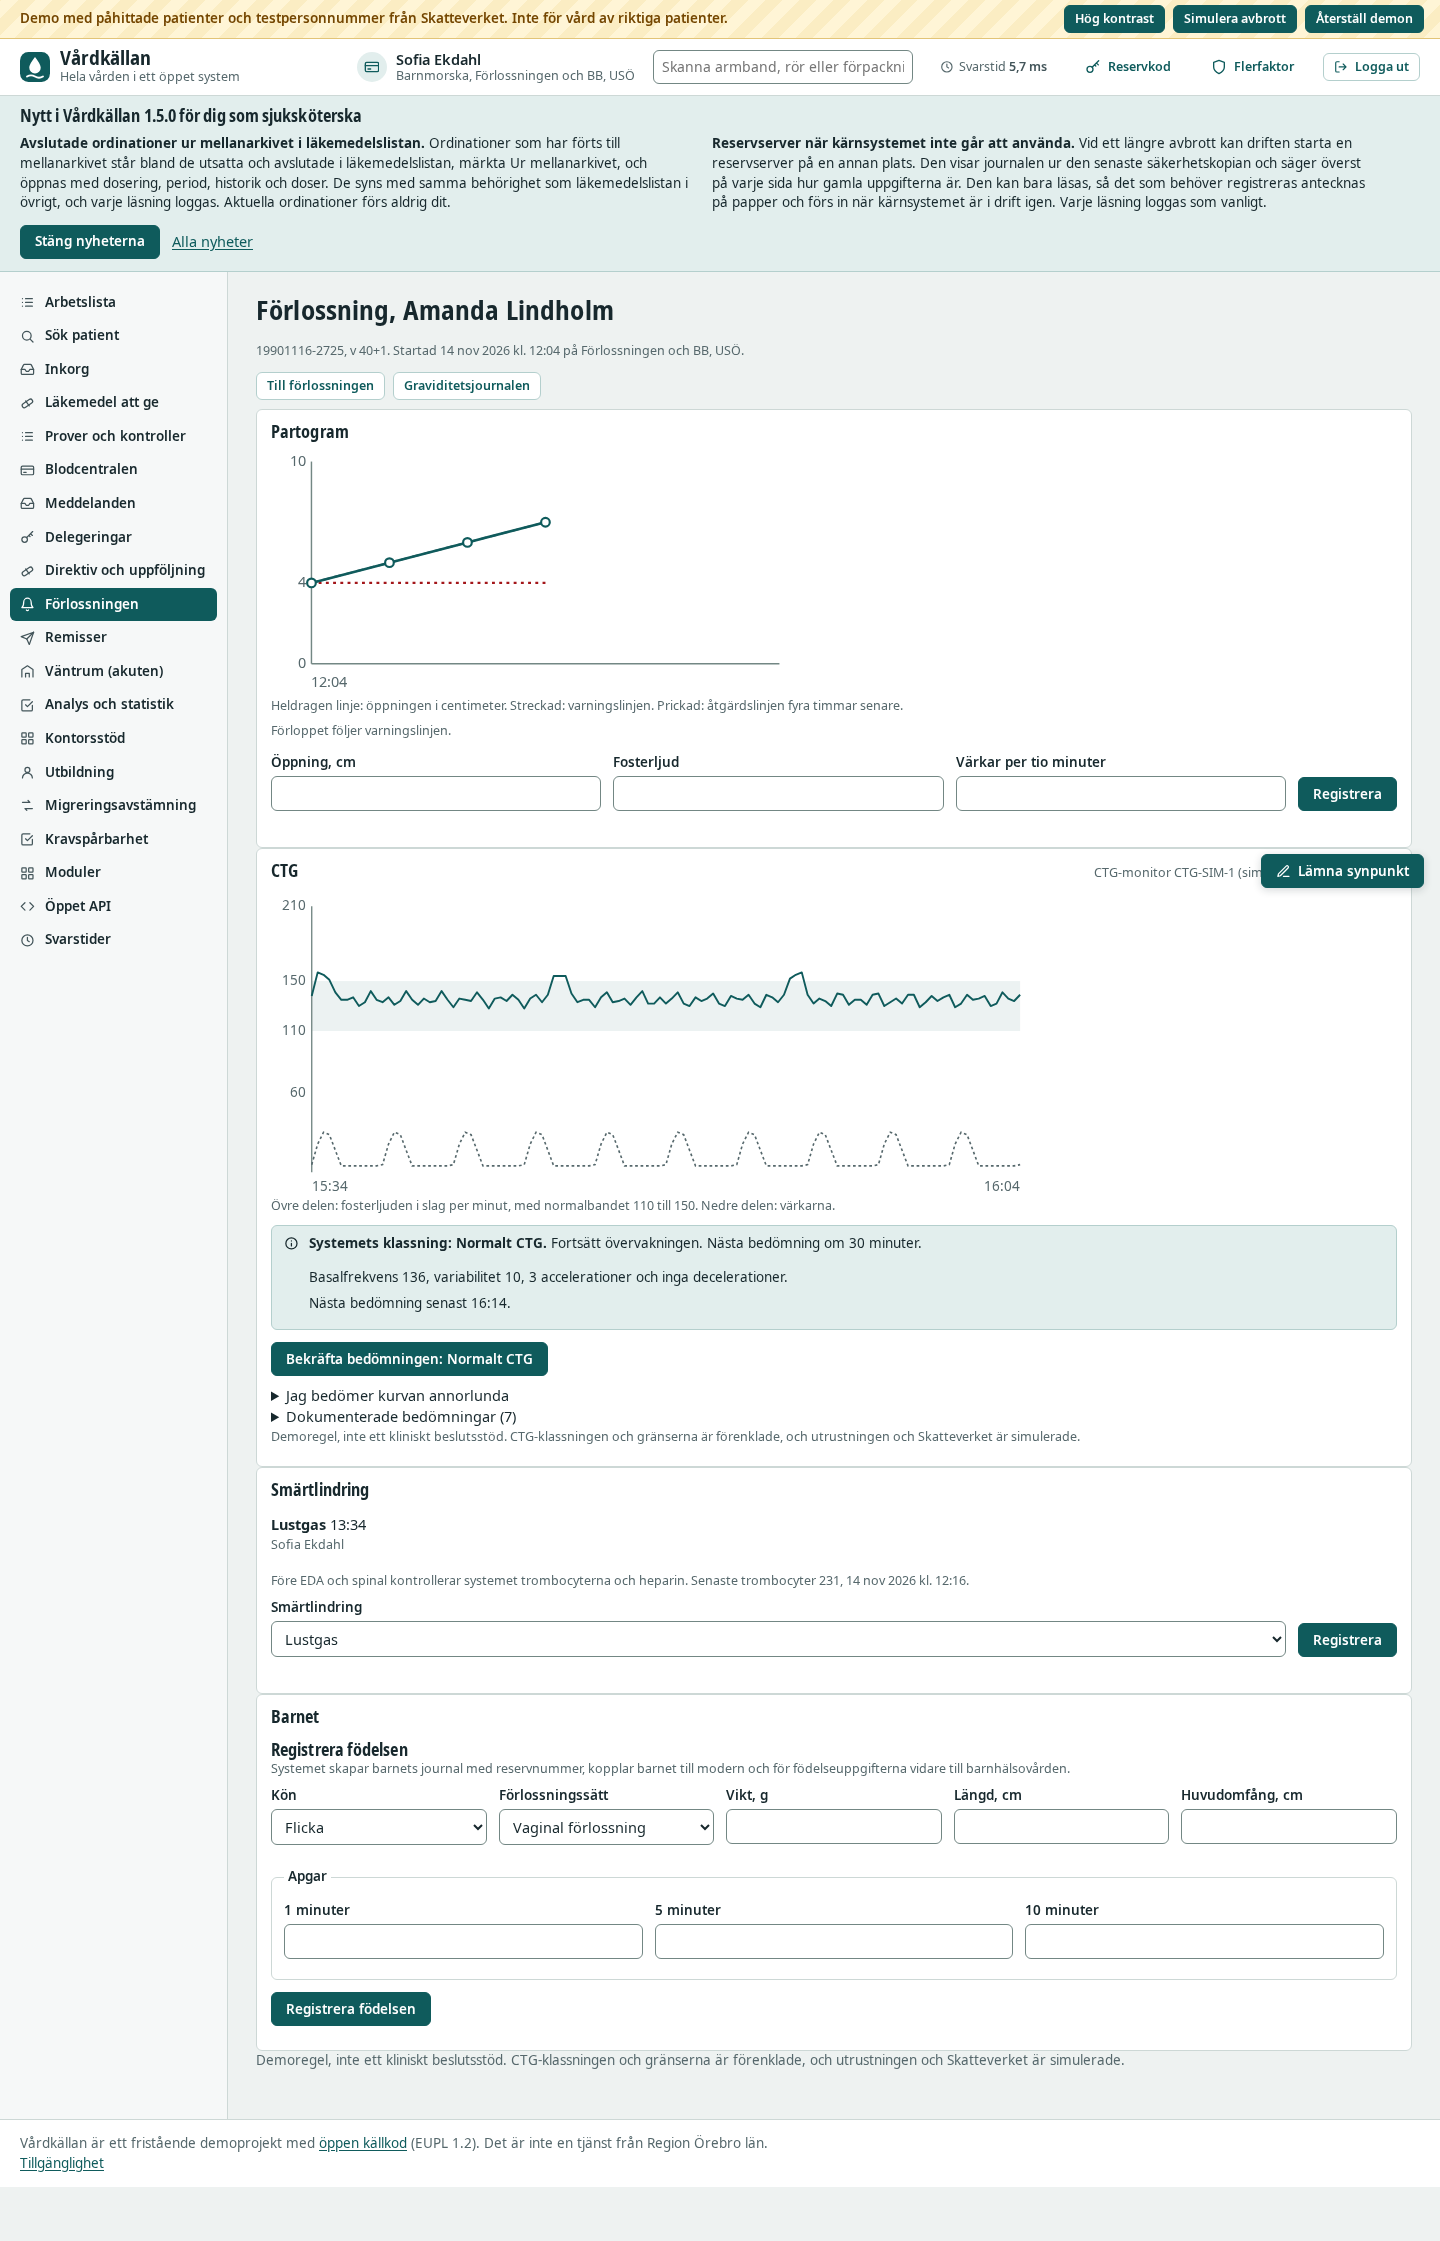 Demo med påhittade patienter och testpersonnummer från Skatteverket. Inte för vård av riktiga patienter.
Hög kontrast
Simulera avbrott
Återställ demon
Vårdkällan
Hela vården i ett öppet system
Sofia Ekdahl
Barnmorska, Förlossningen och BB, USÖ
Skanna armband, rör eller förpackni
Svarstid 5,7 ms
Reservkod
Flerfaktor
Logga ut
Nytt i Vårdkällan 1.5.0 för dig som sjuksköterska
Avslutade ordinationer ur mellanarkivet i läkemedelslistan. Ordinationer som har förts till
mellanarkivet står bland de utsatta och avslutade i läkemedelslistan, märkta Ur mellanarkivet, och
öppnas med dosering, period, historik och doser. De syns med samma behörighet som läkemedelslistan i
övrigt, och varje läsning loggas. Aktuella ordinationer förs aldrig dit.
Reservserver när kärnsystemet inte går att använda. Vid ett längre avbrott kan driften starta en
reservserver på en annan plats. Den visar journalen ur den senaste säkerhetskopian och säger överst
på varje sida hur gamla uppgifterna är. Den kan bara läsas, så det som behöver registreras antecknas
på papper och förs in när kärnsystemet är i drift igen. Varje läsning loggas som vanligt.
Stäng nyheterna
Alla nyheter
Arbetslista
Sök patient
Inkorg
Läkemedel att ge
Prover och kontroller
Blodcentralen
Meddelanden
Delegeringar
Direktiv och uppföljning
Förlossningen
Remisser
Väntrum (akuten)
Analys och statistik
Kontorsstöd
Utbildning
Migreringsavstämning
Kravspårbarhet
Moduler
Öppet API
Svarstider
Förlossning, Amanda Lindholm
19901116-2725, v 40+1. Startad 14 nov 2026 kl. 12:04 på Förlossningen och BB, USÖ.
Till förlossningen
Graviditetsjournalen
Partogram
10
4
0
12:04
Heldragen linje: öppningen i centimeter. Streckad: varningslinjen. Prickad: åtgärdslinjen fyra timmar senare.
Förloppet följer varningslinjen.
Öppning, cm
Fosterljud
Värkar per tio minuter
Registrera
CTG
CTG-monitor CTG-SIM-1 (sim
Lämna synpunkt
210
150
110
60
15:34
16:04
Övre delen: fosterljuden i slag per minut, med normalbandet 110 till 150. Nedre delen: värkarna.
Systemets klassning: Normalt CTG. Fortsätt övervakningen. Nästa bedömning om 30 minuter.
Basalfrekvens 136, variabilitet 10, 3 accelerationer och inga decelerationer.
Nästa bedömning senast 16:14.
Bekräfta bedömningen: Normalt CTG
Jag bedömer kurvan annorlunda
Dokumenterade bedömningar (7)
Demoregel, inte ett kliniskt beslutsstöd. CTG-klassningen och gränserna är förenklade, och utrustningen och Skatteverket är simulerade.
Smärtlindring
Lustgas 13:34
Sofia Ekdahl
Före EDA och spinal kontrollerar systemet trombocyterna och heparin. Senaste trombocyter 231, 14 nov 2026 kl. 12:16.
Smärtlindring
Lustgas
Registrera
Barnet
Registrera födelsen
Systemet skapar barnets journal med reservnummer, kopplar barnet till modern och för födelseuppgifterna vidare till barnhälsovården.
Kön
Förlossningssätt
Vikt, g
Längd, cm
Huvudomfång, cm
Flicka
Vaginal förlossning
Apgar
1 minuter
5 minuter
10 minuter
Registrera födelsen
Demoregel, inte ett kliniskt beslutsstöd. CTG-klassningen och gränserna är förenklade, och utrustningen och Skatteverket är simulerade.
Vårdkällan är ett fristående demoprojekt med öppen källkod (EUPL 1.2). Det är inte en tjänst från Region Örebro län.
Tillgänglighet